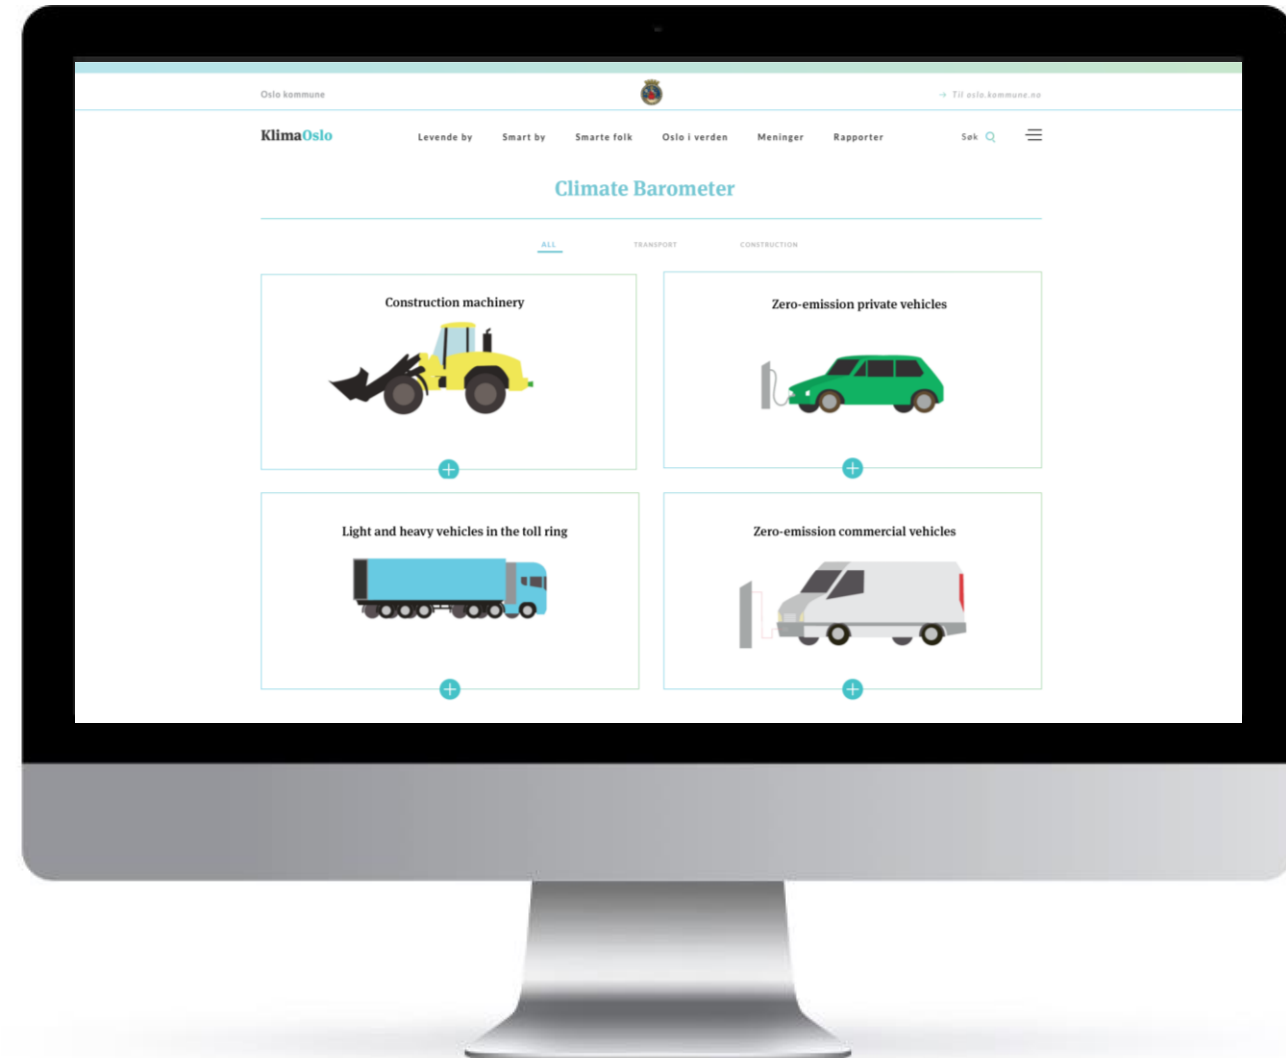 Oslo kommune
→ Til oslo.kommune.no
KlimaOslo
Levende by Smart by Smarte folk Oslo i verden Meninger Rapporter Søk
Climate Barometer
ALL TRANSPORT CONSTRUCTION
Construction machinery
Zero-emission private vehicles
Light and heavy vehicles in the toll ring
Zero-emission commercial vehicles